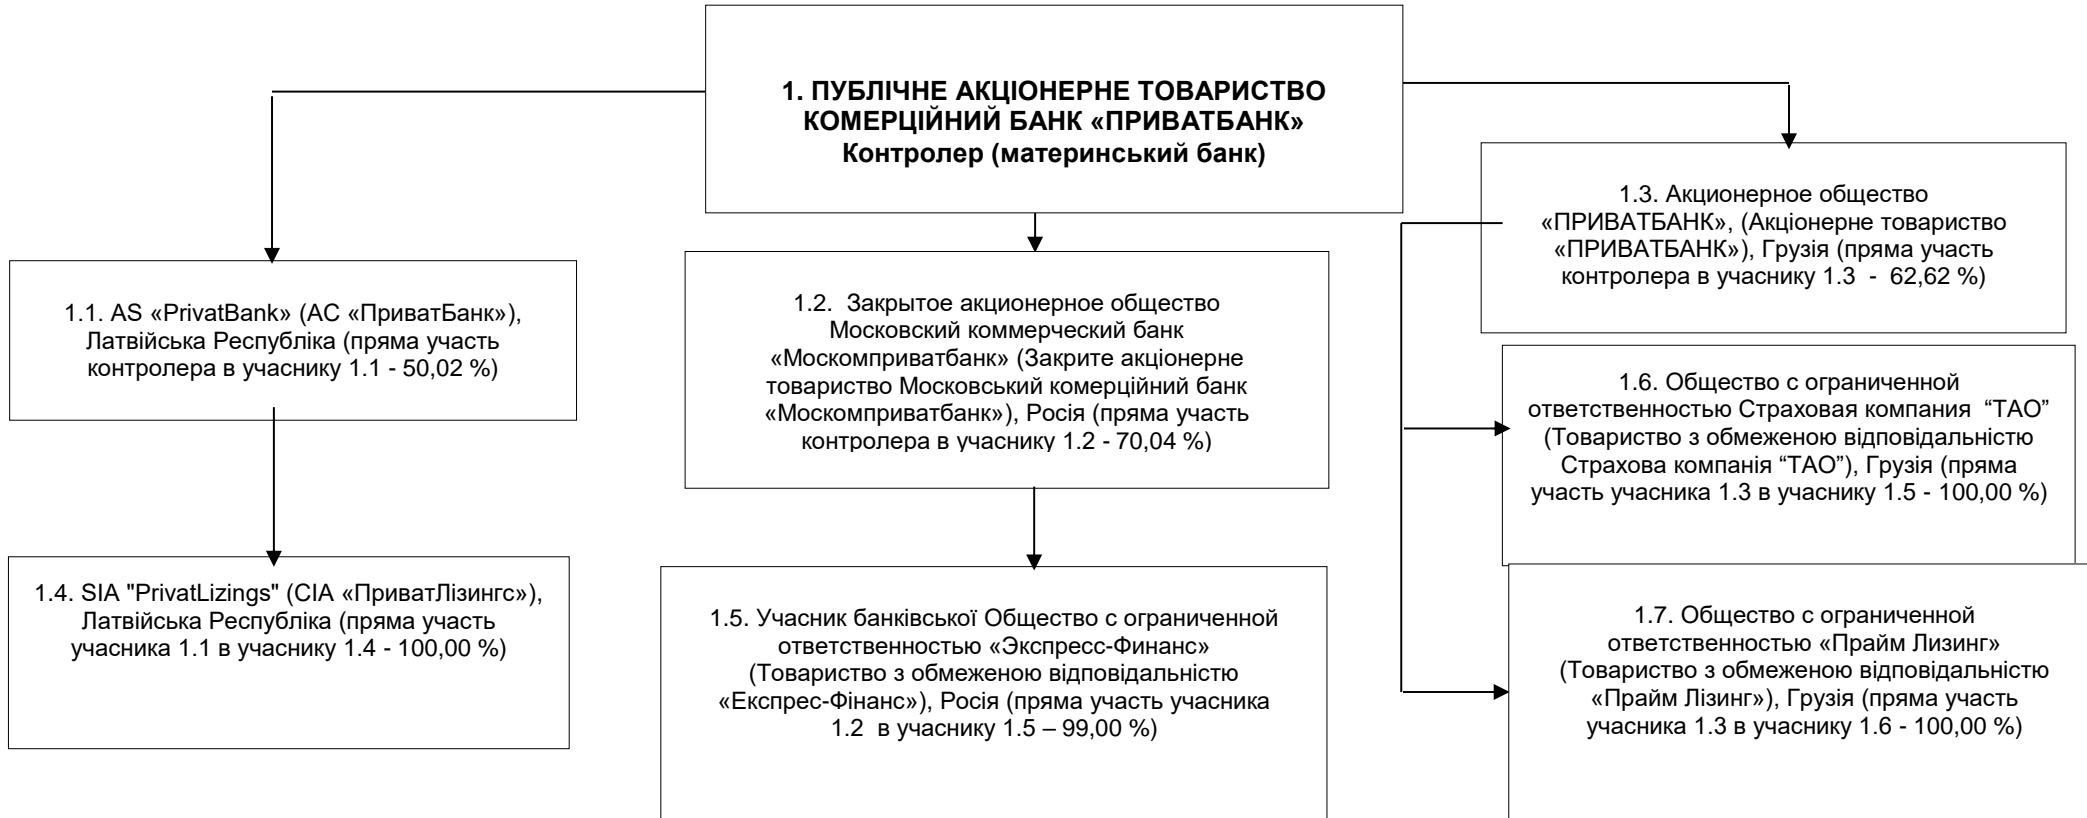 1. ПУБЛІЧНЕ АКЦІОНЕРНЕ ТОВАРИСТВО
КОМЕРЦІЙНИЙ БАНК «ПРИВАТБАНК»
Контролер (материнський банк)
1.1. AS «PrivatBank» (АС «ПриватБанк»),
Латвійська Республіка (пряма участь
контролера в учаснику 1.1 - 50,02 %)
1.2.  Закрытое акционерное общество
Московский коммерческий банк
«Москомприватбанк» (Закрите акціонерне
товариство Московський комерційний банк
«Москомприватбанк»), Росія (пряма участь
контролера в учаснику 1.2 - 70,04 %)
1.3. Акционерное общество
«ПРИВАТБАНК», (Акціонерне товариство
«ПРИВАТБАНК»), Грузія (пряма участь
контролера в учаснику 1.3  -  62,62 %)
1.4. SIA "PrivatLizings" (СІА «ПриватЛізингс»),
Латвійська Республіка (пряма участь
учасника 1.1 в учаснику 1.4 - 100,00 %)
1.5. Учасник банківської Общество с ограниченной
ответственностью «Экспресс-Финанс»
(Товариство з обмеженою відповідальністю
«Експрес-Фінанс»), Росія (пряма участь учасника
1.2  в учаснику 1.5 – 99,00 %)
1.6. Общество с ограниченной
ответственностью Страховая компания  “ТАО”
(Товариство з обмеженою відповідальністю
Страхова компанія “ТАО”), Грузія (пряма
участь учасника 1.3 в учаснику 1.5 - 100,00 %)
1.7. Общество с ограниченной
ответственностью «Прайм Лизинг»
(Товариство з обмеженою відповідальністю
«Прайм Лізинг»), Грузія (пряма участь
учасника 1.3 в учаснику 1.6 - 100,00 %)